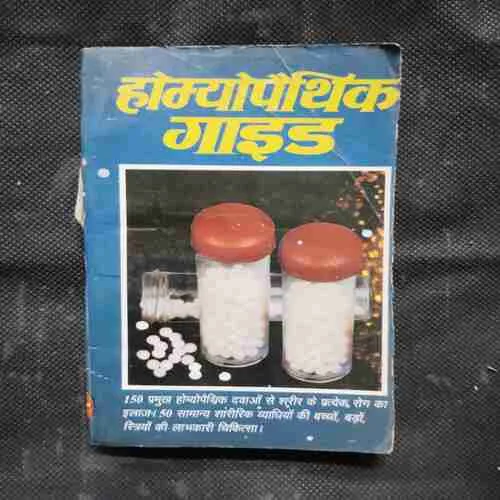 होम्योपैथिक
गाइड
150 प्रमुख होम्योपैथिक दवाओं से शरीर के प्रत्येक, रोग का
इलाज। 50 सामान्य शारीरिक व्याधियों की बच्चों, बड़ों,
स्त्रियों की लाभकारी चिकित्सा।